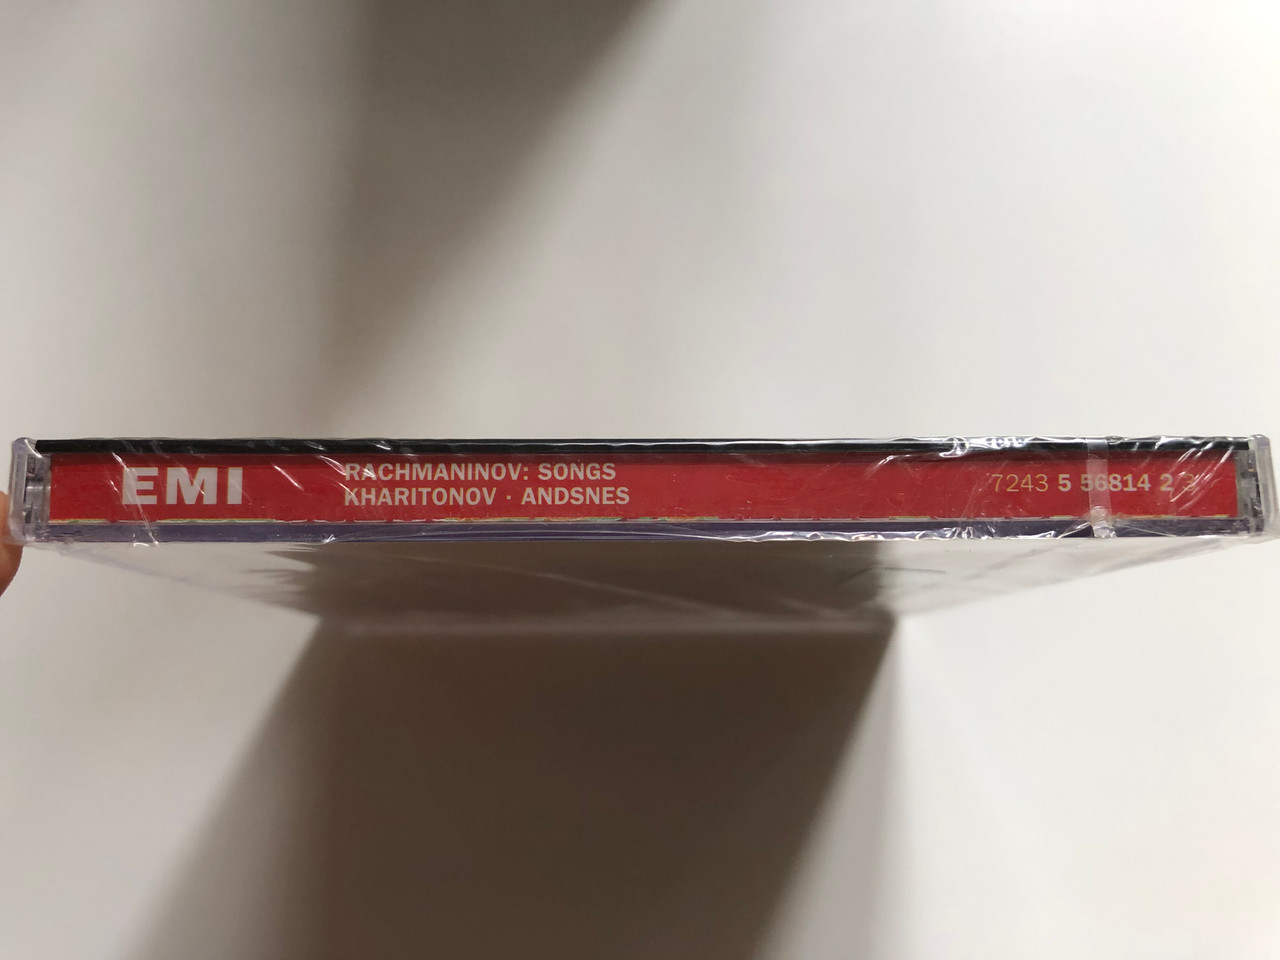 EMI
RACHMANINOV: SONGS
KHARITONOV · ANDSNES
7243 5 56814 2